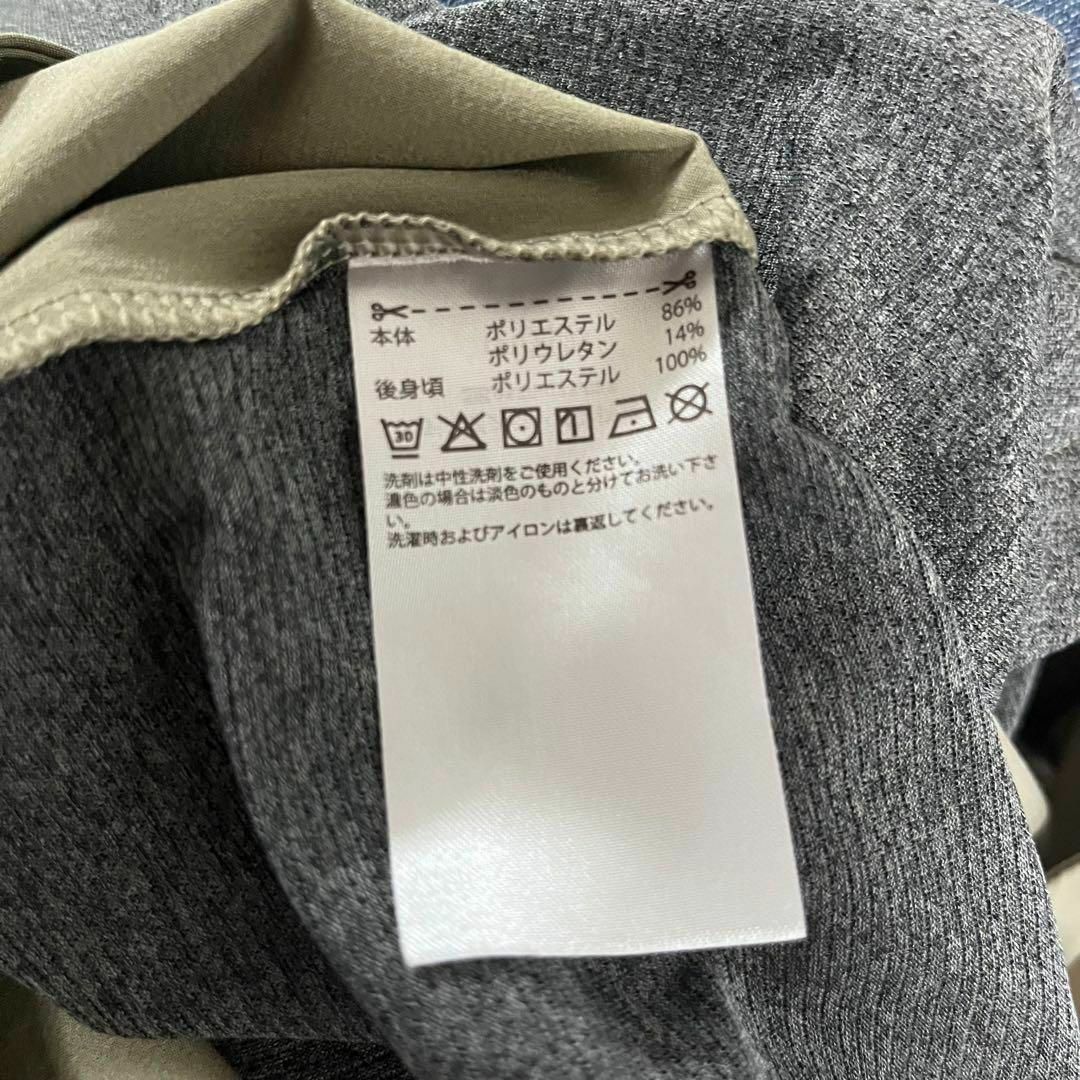 本体 ポリエステル 86%
ポリウレタン 14%
後身頃 ポリエステル 100%
30
洗剤は中性洗剤をご使用ください。
濃色の場合は淡色のものと分けてお洗い下さ
い。
洗濯時およびアイロンは裏返してください。